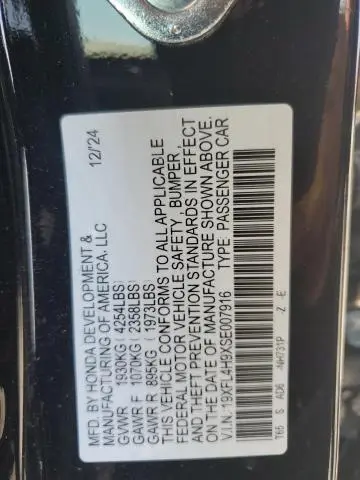 MFD. BY HONDA DEVELOPMENT &
MANUFACTURING OF AMERICA, LLC 12/'24
GVWR 1930KG ( 4254LBS)
GAWR F 1070KG ( 2358LBS)
GAWR R 895KG ( 1973LBS)
THIS VEHICLE CONFORMS TO ALL APPLICABLE
FEDERAL MOTOR VEHICLE SAFETY, BUMPER,
AND THEFT PREVENTION STANDARDS IN EFFECT
ON THE DATE OF MANUFACTURE SHOWN ABOVE.
V.I.N.:19XFL4H9XSE007916 TYPE: PASSENGER CAR
S AD6 -NH731P -Z -E